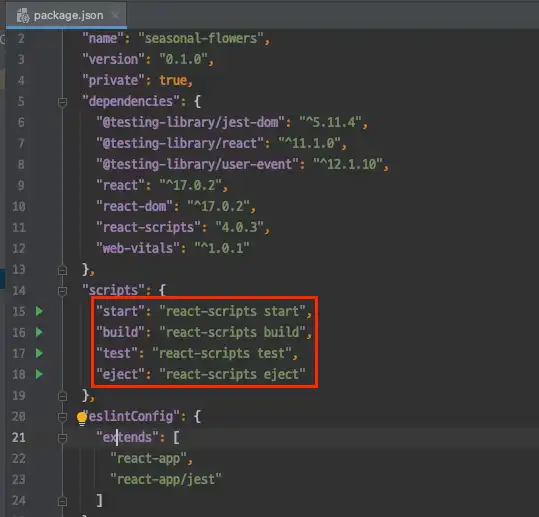 package.json
2 "name": "seasonal-flowers",
3 "version": "0.1.0",
4 "private": true,
5 "dependencies": {
6 "@testing-library/jest-dom": "^5.11.4",
7 "@testing-library/react": "^11.1.0",
8 "@testing-library/user-event": "^12.1.10",
9 "react": "^17.0.2",
10 "react-dom": "^17.0.2",
11 "react-scripts": "4.0.3",
12 "web-vitals": "^1.0.1"
13 },
14 "scripts": {
15 "start": "react-scripts start",
16 "build": "react-scripts build",
17 "test": "react-scripts test",
18 "eject": "react-scripts eject"
19 },
20 "eslintConfig": {
21 "extends": [
22 "react-app",
23 "react-app/jest"
24 ]